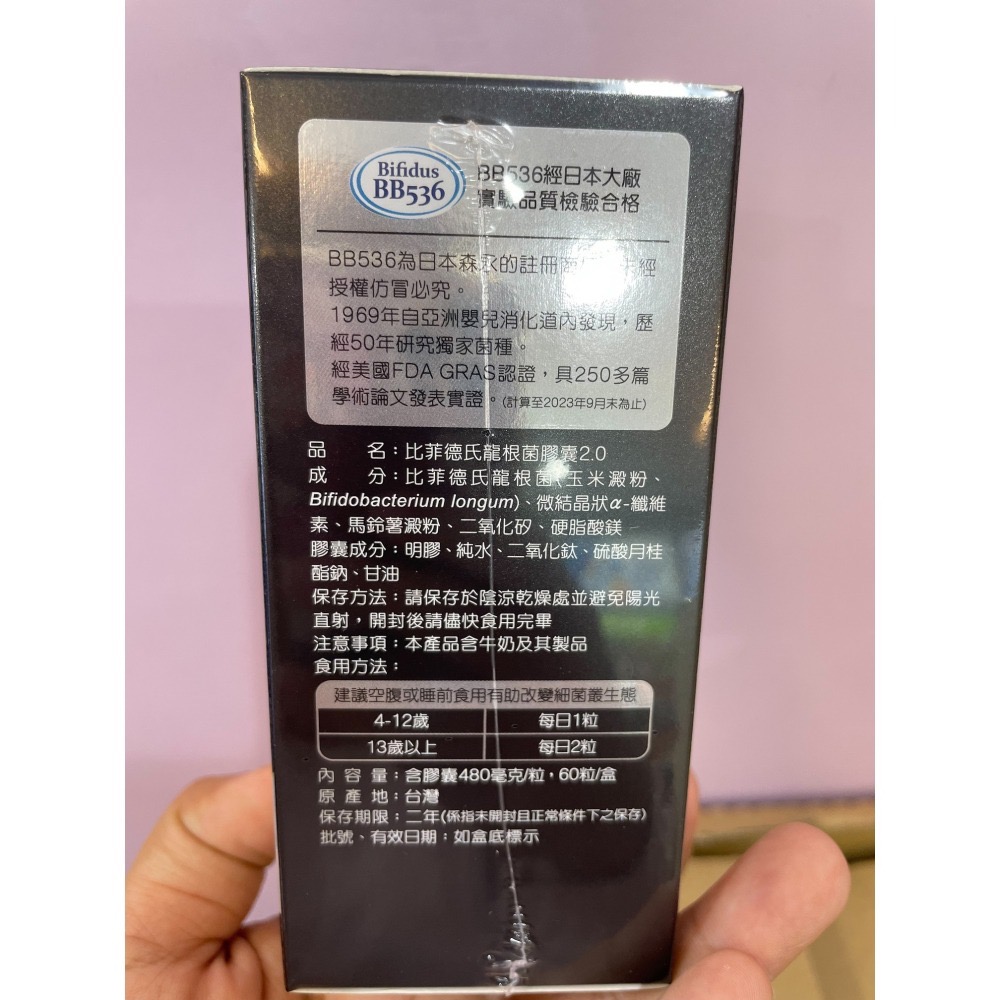 Bifidus
BB536
BB536經日本大廠
實驗品質檢驗合格
BB536為日本森永的註冊 經
授權仿冒必究。
1969年自亞洲嬰兒消化道內發現,歷
經50年研究獨家菌種。
經美國FDA GRAS認證,具250多篇
學術論文發表實證。(計算至2023年9月末為止)
品 名:比菲德氏龍根菌膠囊2.0
成 分:比菲德氏龍根菌(玉米澱粉、
Bifidobacterium longum)、微結晶狀α-纖維
素、馬鈴薯澱粉、二氧化矽、硬脂酸鎂
膠囊成分:明膠、純水、二氧化鈦、硫酸月桂
酯鈉、甘油
保存方法:請保存於陰涼乾燥處並避免陽光
直射,開封後請儘快食用完畢
注意事項:本產品含牛奶及其製品
食用方法:
建議空腹或睡前食用有助改變細菌叢生態
4-12歲 每日1粒
13歲以上 每日2粒
內 容 量:含膠囊480毫克/粒,60粒/盒
原 產 地:台灣
保存期限:二年(係指未開封且正常條件下之保存)
批號、有效日期:如盒底標示